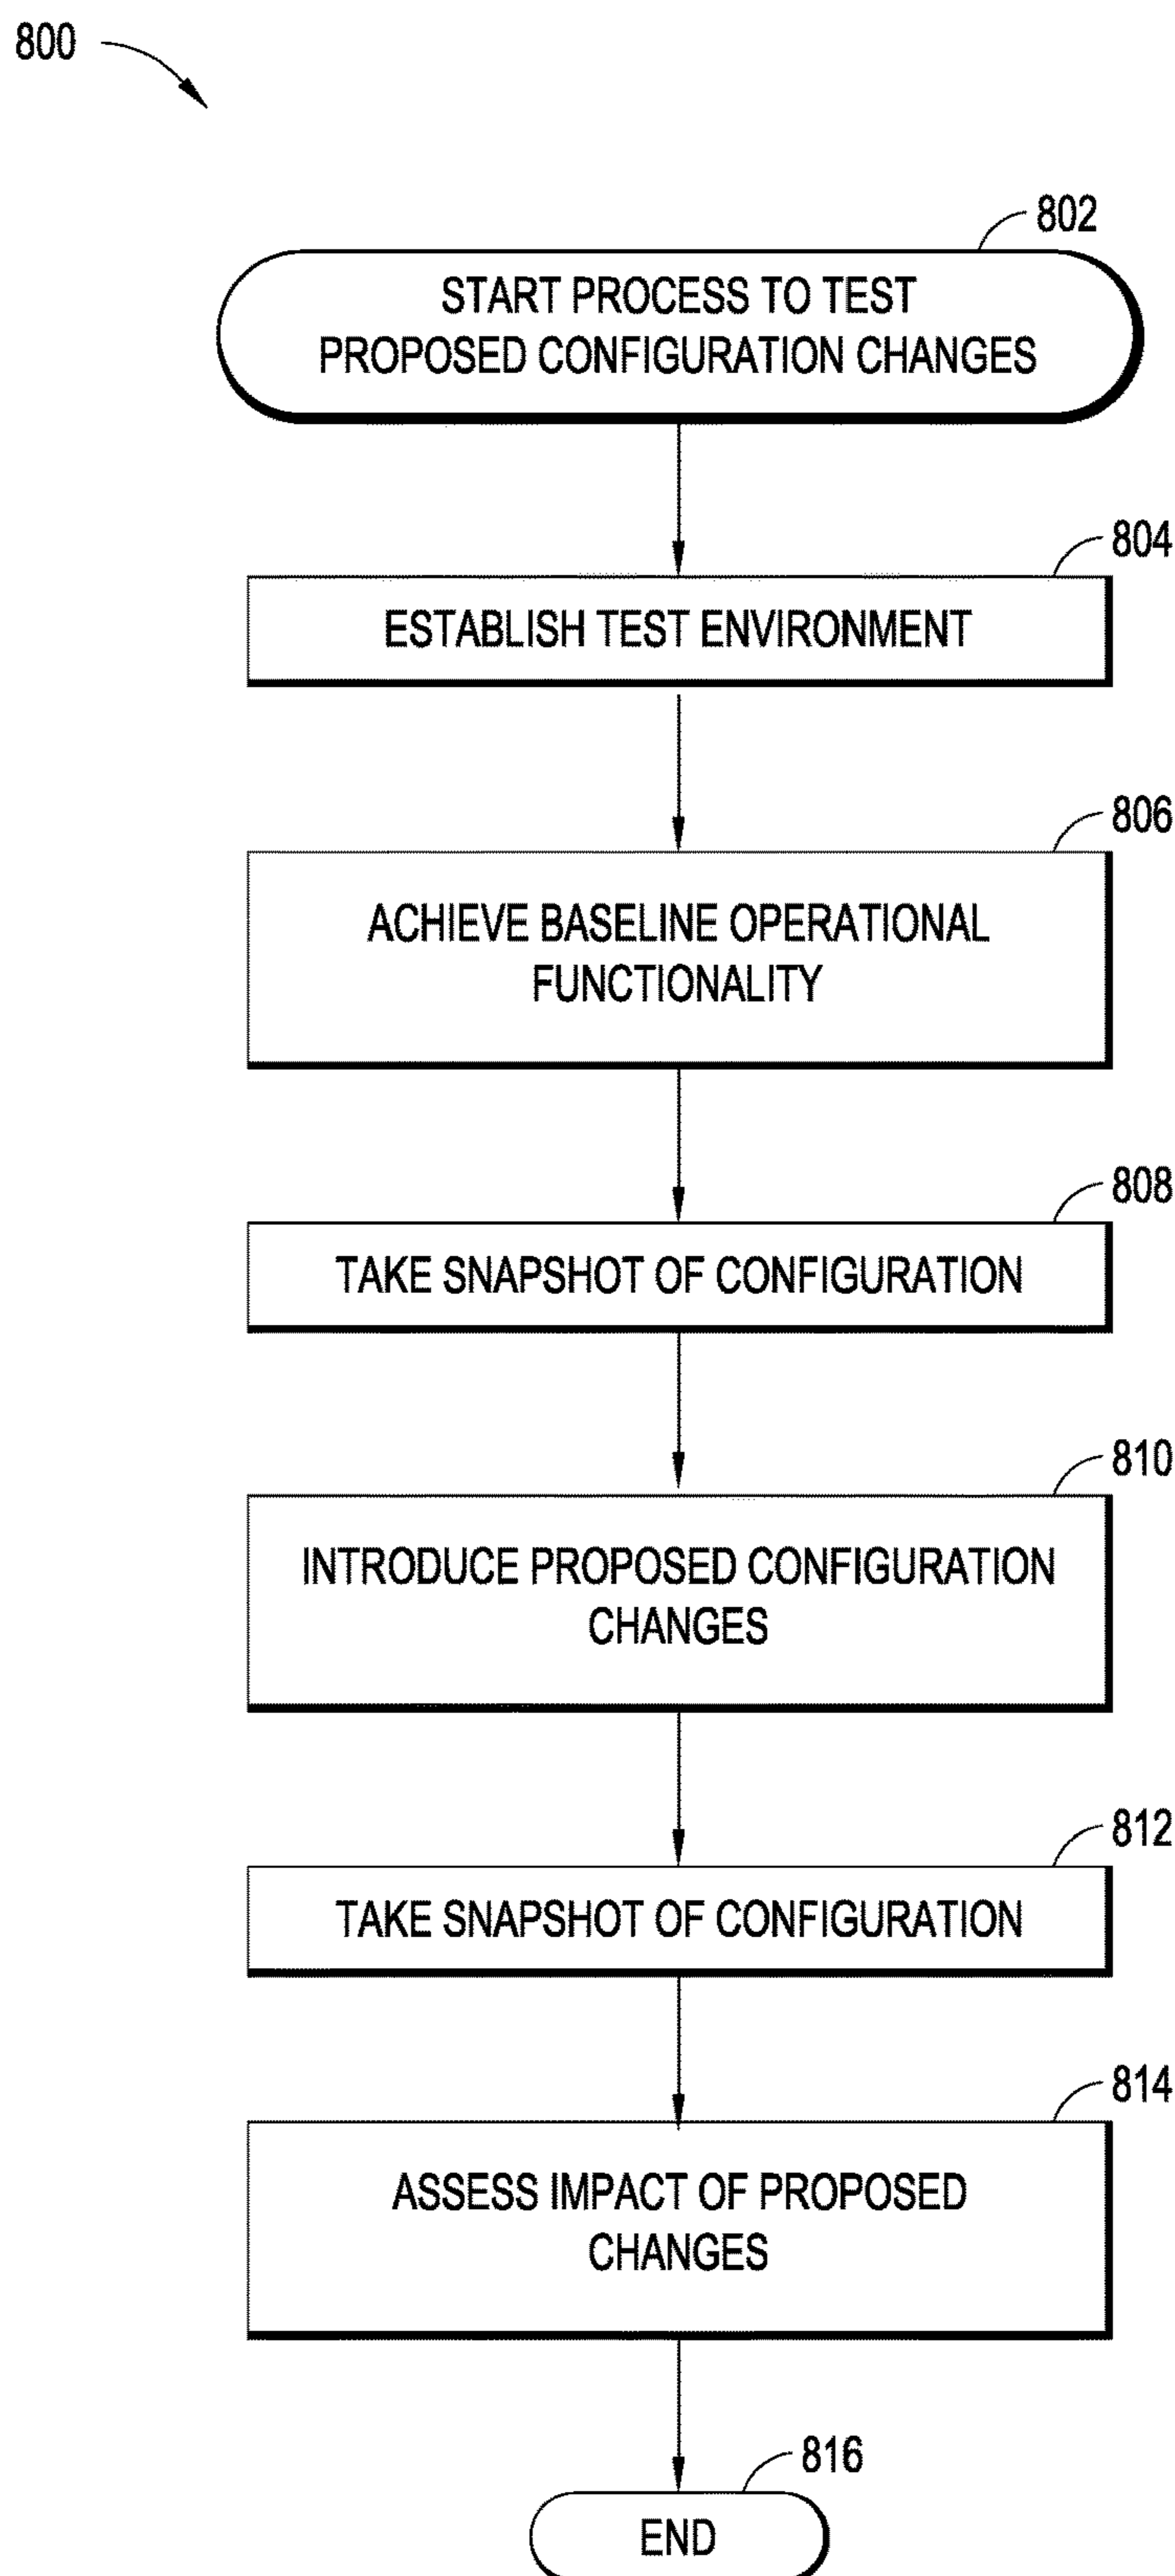 800
802
START PROCESS TO TEST
PROPOSED CONFIGURATION CHANGES
804
ESTABLISH TEST ENVIRONMENT
806
ACHIEVE BASELINE OPERATIONAL
FUNCTIONALITY
808
TAKE SNAPSHOT OF CONFIGURATION
810
INTRODUCE PROPOSED CONFIGURATION
CHANGES
812
TAKE SNAPSHOT OF CONFIGURATION
814
ASSESS IMPACT OF PROPOSED
CHANGES
816
END